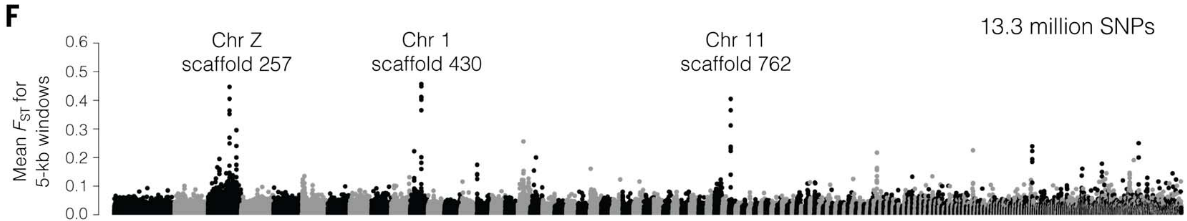 F
13.3 million SNPs
Chr Z
scaffold 257
Chr 1
scaffold 430
Chr 11
scaffold 762
Mean FST for
5-kb windows
0.6
0.5
0.4
0.3
0.2
0.1
0.0